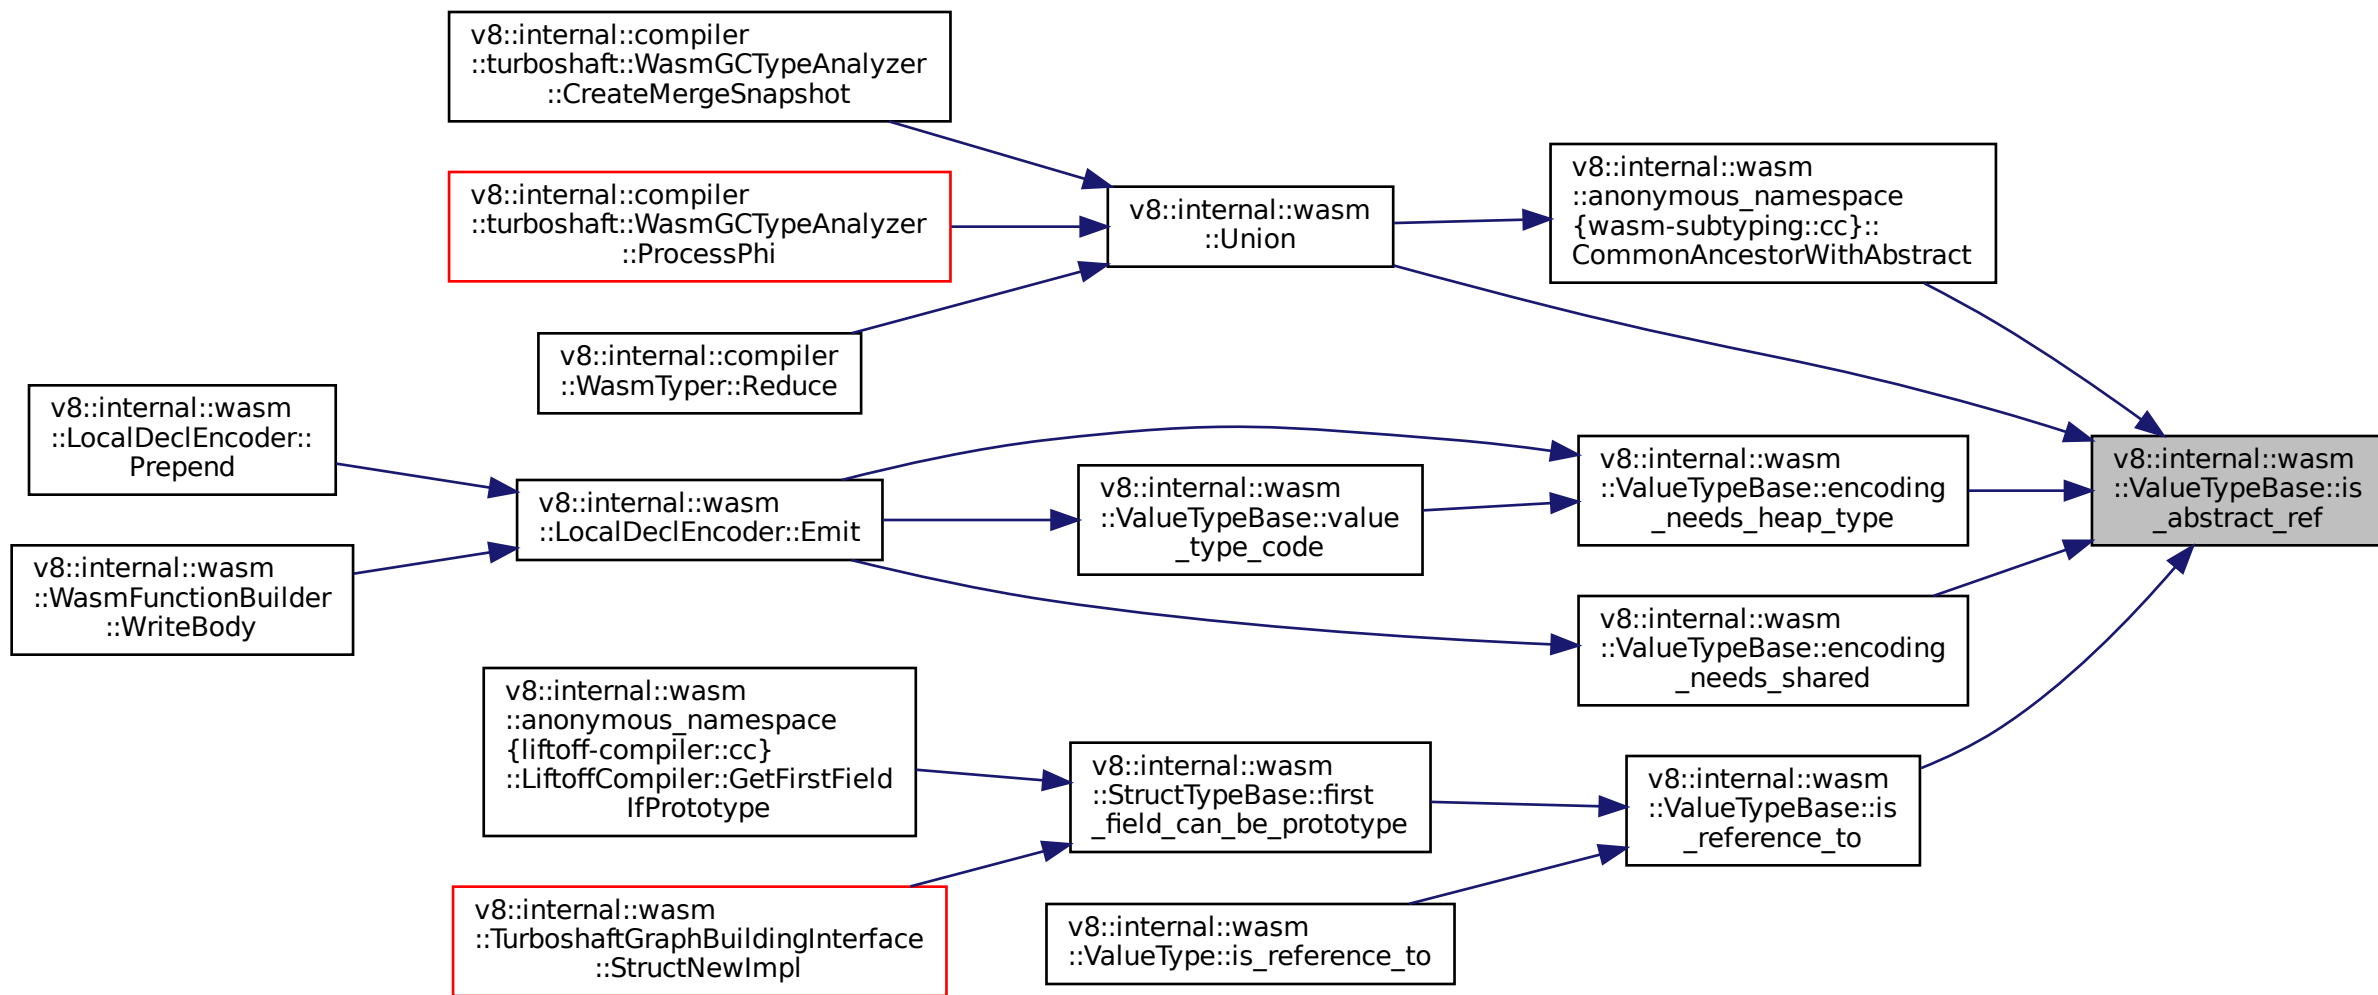 v8::internal::compiler
::turboshaft::WasmGCTypeAnalyzer
::CreateMergeSnapshot
v8::internal::compiler
::turboshaft::WasmGCTypeAnalyzer
::ProcessPhi
v8::internal::compiler
::WasmTyper::Reduce
v8::internal::wasm
::Union
v8::internal::wasm
::anonymous_namespace
{wasm-subtyping::cc}::
CommonAncestorWithAbstract
v8::internal::wasm
::LocalDeclEncoder::
Prepend
v8::internal::wasm
::WasmFunctionBuilder
::WriteBody
v8::internal::wasm
::LocalDeclEncoder::Emit
v8::internal::wasm
::ValueTypeBase::value
_type_code
v8::internal::wasm
::ValueTypeBase::encoding
_needs_heap_type
v8::internal::wasm
::ValueTypeBase::encoding
_needs_shared
v8::internal::wasm
::ValueTypeBase::is
_abstract_ref
v8::internal::wasm
::anonymous_namespace
{liftoff-compiler::cc}
::LiftoffCompiler::GetFirstField
IfPrototype
v8::internal::wasm
::TurboshaftGraphBuildingInterface
::StructNewImpl
v8::internal::wasm
::StructTypeBase::first
_field_can_be_prototype
v8::internal::wasm
::ValueType::is_reference_to
v8::internal::wasm
::ValueTypeBase::is
_reference_to